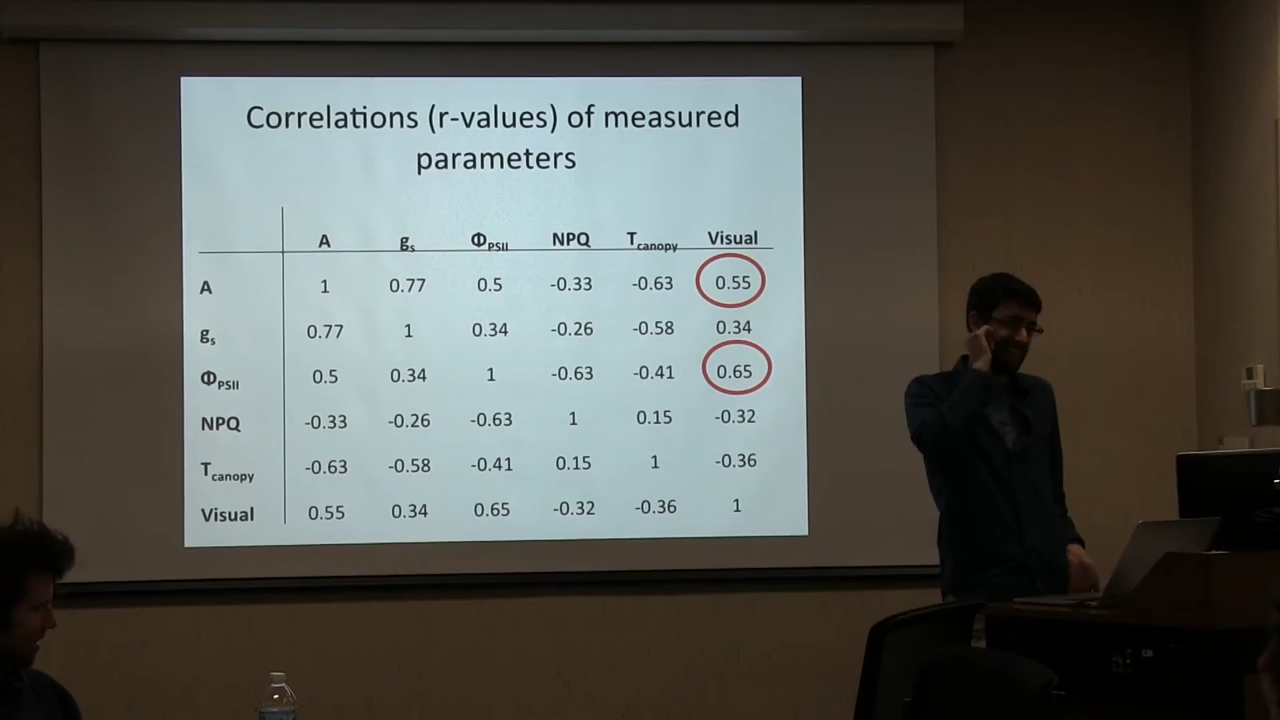 Correlations (r-values) of measured
parameters
A gs ΦPSII NPQ Tcanopy Visual
A 1 0.77 0.5 -0.33 -0.63 0.55
gs 0.77 1 0.34 -0.26 -0.58 0.34
ΦPSII 0.5 0.34 1 -0.63 -0.41 0.65
NPQ -0.33 -0.26 -0.63 1 0.15 -0.32
Tcanopy -0.63 -0.58 -0.41 0.15 1 -0.36
Visual 0.55 0.34 0.65 -0.32 -0.36 1